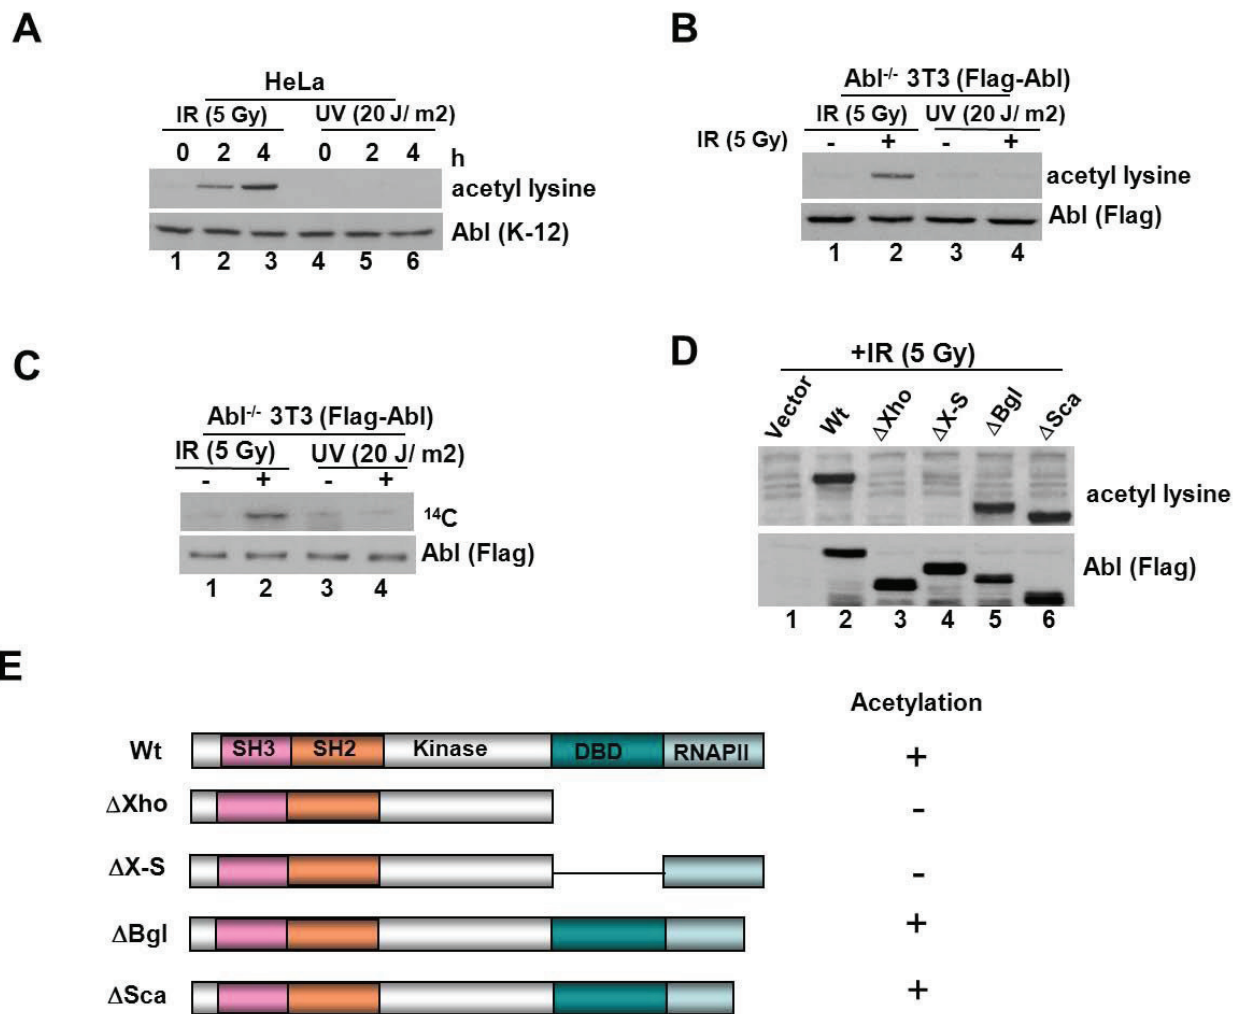 A
HeLa
IR (5 Gy) UV (20 J/ m2)
0 2 4 0 2 4 h
acetyl lysine
Abl (K-12)
1 2 3 4 5 6
B
Abl-/- 3T3 (Flag-Abl)
IR (5 Gy) UV (20 J/ m2)
IR (5 Gy) - + - +
acetyl lysine
Abl (Flag)
1 2 3 4
C
Abl-/- 3T3 (Flag-Abl)
IR (5 Gy) UV (20 J/ m2)
- + - +
14C
Abl (Flag)
1 2 3 4
D
+IR (5 Gy)
Vector Wt ΔXho ΔX-S ΔBgl ΔSca
acetyl lysine
Abl (Flag)
1 2 3 4 5 6
E
Acetylation
Wt SH3 SH2 Kinase DBD RNAPII +
ΔXho -
ΔX-S -
ΔBgl +
ΔSca +